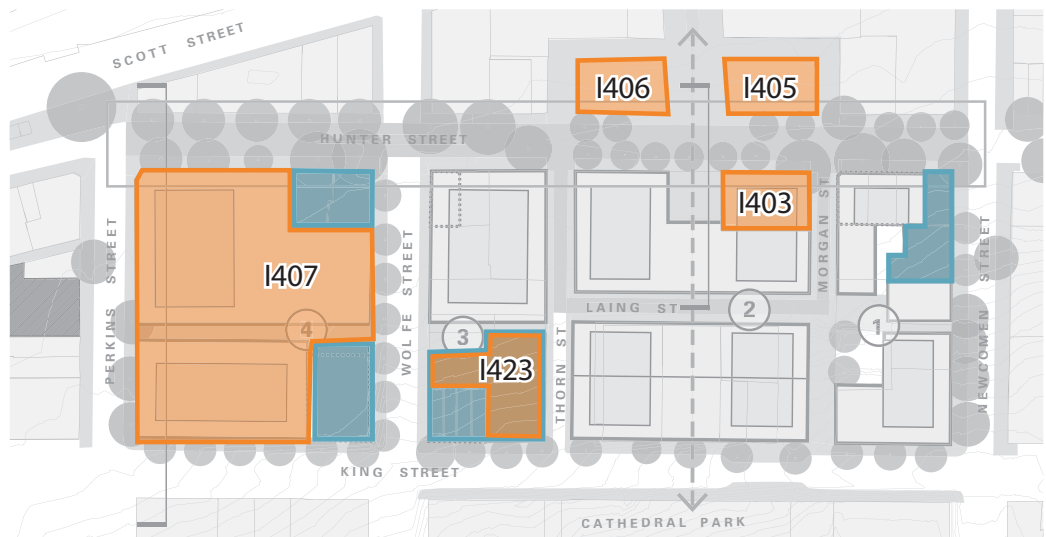 SCOTT STREET
I406
I405
HUNTER STREET
I403
I407
PERKINS STREET
WOLFE STREET
MORGAN ST
NEWCOMEN STREET
LAING ST
THORN ST
4
3
2
1
I423
KING STREET
CATHEDRAL PARK